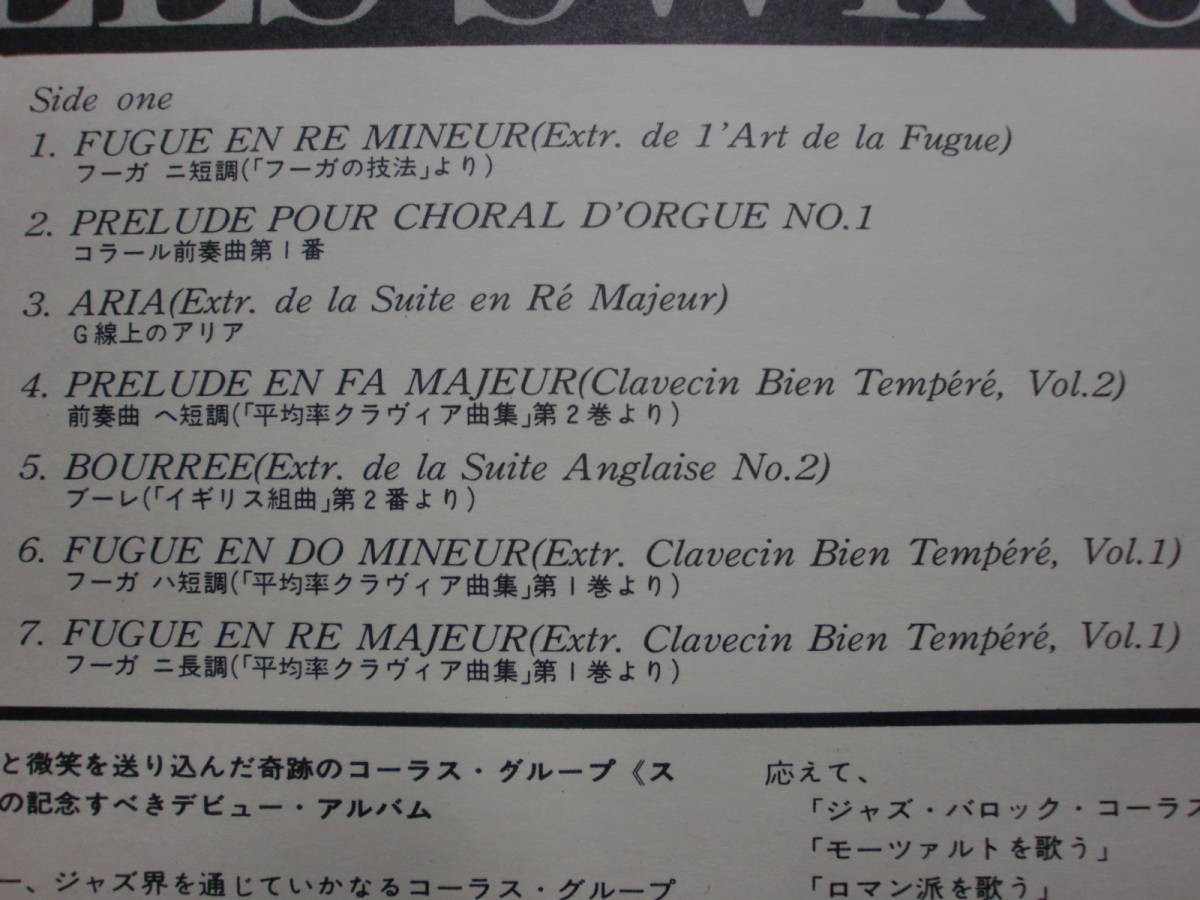 LES SWING
Side one
1. FUGUE EN RE MINEUR(Extr. de l'Art de la Fugue)
フーガ ニ短調(「フーガの技法」より)
2. PRELUDE POUR CHORAL D'ORGUE NO.1
コラール前奏曲第1番
3. ARIA(Extr. de la Suite en Ré Majeur)
G線上のアリア
4. PRELUDE EN FA MAJEUR(Clavecin Bien Tempéré, Vol.2)
前奏曲 ヘ短調(「平均率クラヴィア曲集」第2巻より)
5. BOURREE(Extr. de la Suite Anglaise No.2)
ブーレ(「イギリス組曲」第2番より)
6. FUGUE EN DO MINEUR(Extr. Clavecin Bien Tempéré, Vol.1)
フーガ ハ短調(「平均率クラヴィア曲集」第1巻より)
7. FUGUE EN RE MAJEUR(Extr. Clavecin Bien Tempéré, Vol.1)
フーガ ニ長調(「平均率クラヴィア曲集」第1巻より)
と微笑を送り込んだ奇跡のコーラス・グループ《ス
の記念すべきデビュー・アルバム
ー、ジャズ界を通じていかなるコーラス・グループ
応えて、
「ジャズ・バロック・コーラス
「モーツァルトを歌う」
「ロマン派を歌う」